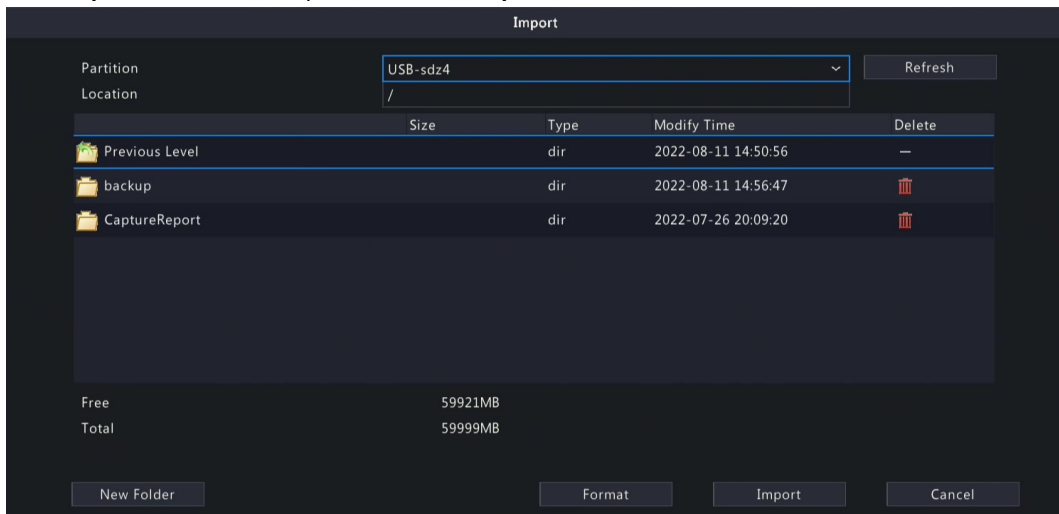 Import
Partition USB-sdz4 Refresh
Location /
Size Type Modify Time Delete
Previous Level dir 2022-08-11 14:50:56 —
backup dir 2022-08-11 14:56:47
CaptureReport dir 2022-07-26 20:09:20
Free 59921MB
Total 59999MB
New Folder Format Import Cancel